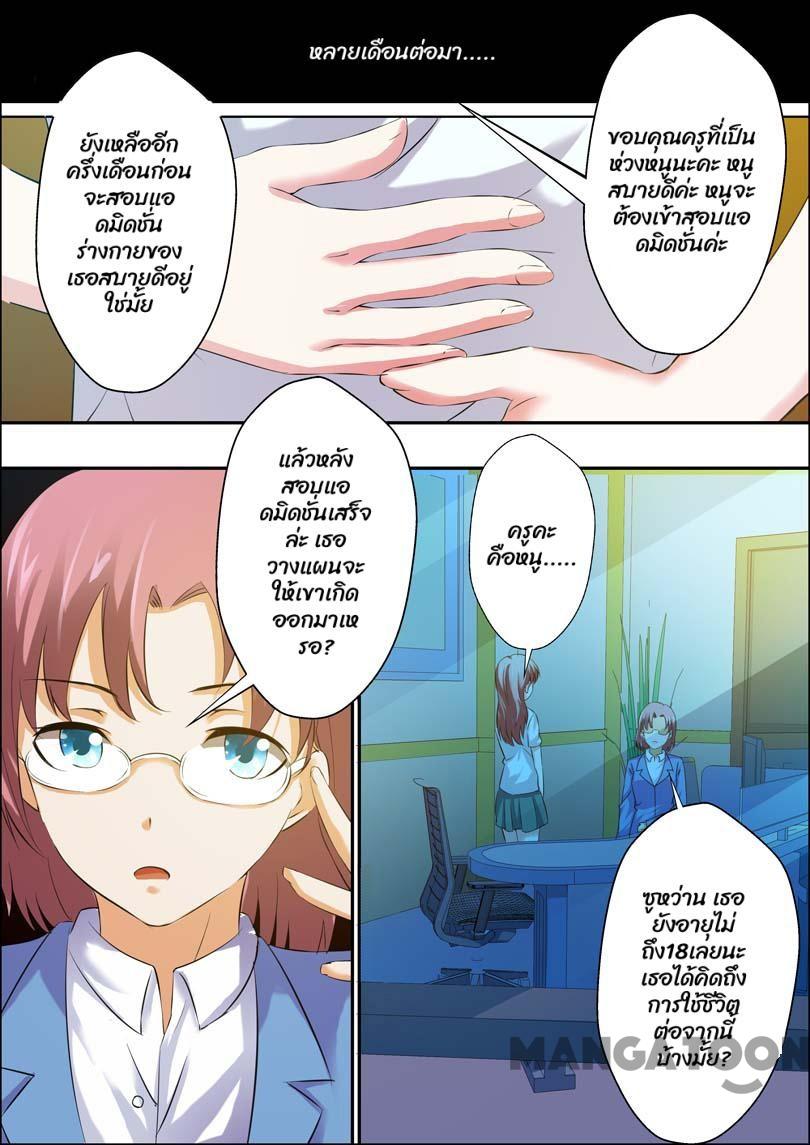 หลายเดือนต่อมา.....
ยังเหลืออีก
ครึ่งเดือนก่อน
จะสอบแอ
ดมิดชั่น
ร่างกายของ
เธอสบายดีอยู่
ใช่มั้ย
ขอบคุณครูที่เป็น
ห่วงหนูนะคะ หนู
สบายดีค่ะ หนูจะ
ต้องเข้าสอบแอ
ดมิดชั่นค่ะ
แล้วหลัง
สอบแอ
ดมิดชั่นเสร็จ
ล่ะ เธอ
วางแผนจะ
ให้เขาเกิด
ออกมาเห
รอ?
ครูคะ
คือหนู.....
ซูหว่าน เธอ
ยังอายุไม่
ถึง18เลยนะ
เธอได้คิดถึง
การใช้ชีวิต
ต่อจากนี้
บ้างมั้ย?
MANGATOON